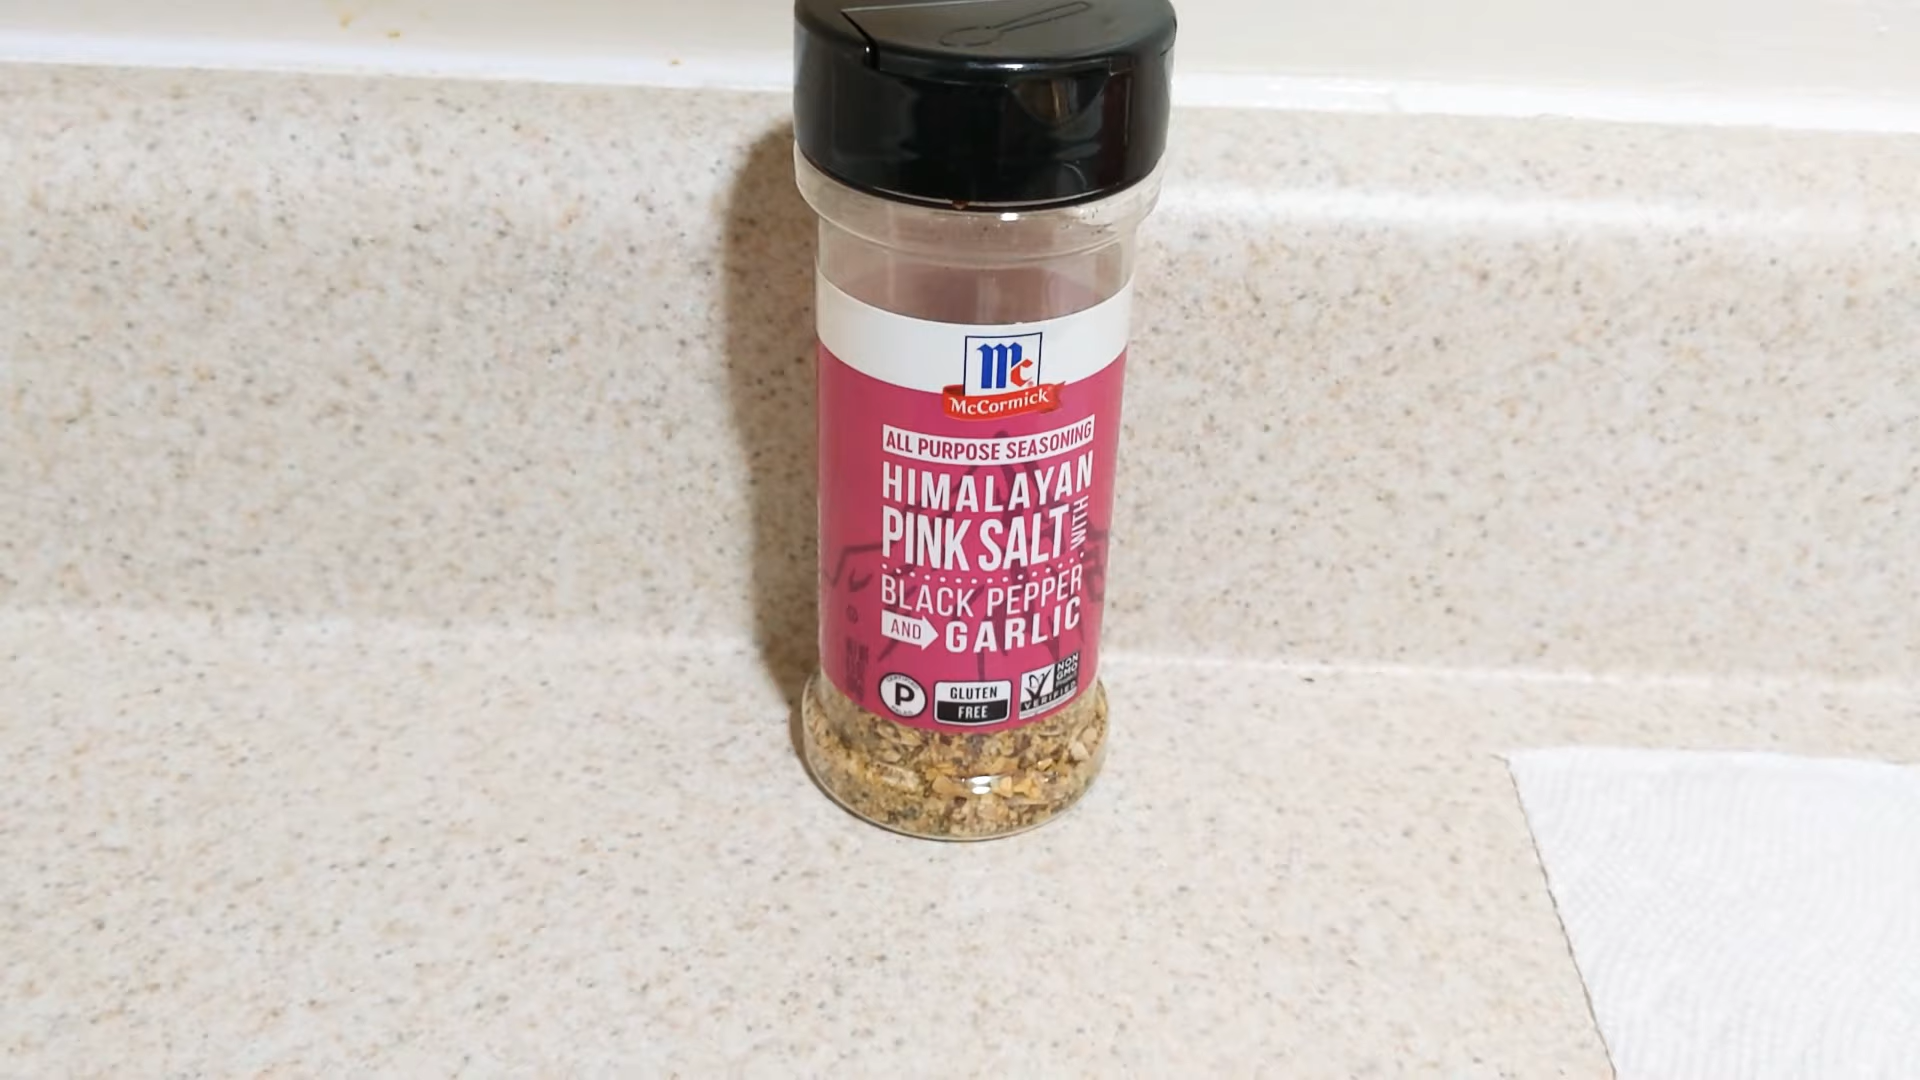 Mc
McCormick
ALL PURPOSE SEASONING
HIMALAYAN
PINK SALT WITH
BLACK PEPPER
AND GARLIC
P
GLUTEN
FREE
NON
GMO
VERIFIED